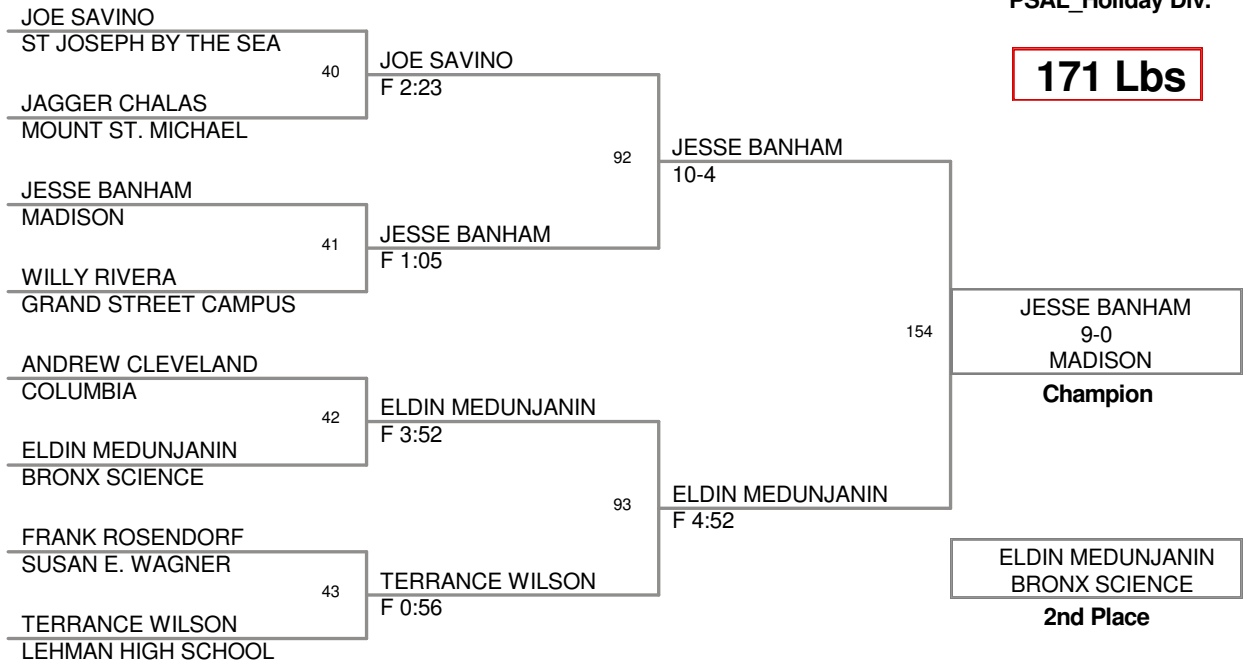 PSAL_Holiday Div.
171 Lbs
JOE SAVINO
ST JOSEPH BY THE SEA
40
JAGGER CHALAS
MOUNT ST. MICHAEL
JOE SAVINO
F 2:23
JESSE BANHAM
MADISON
41
WILLY RIVERA
GRAND STREET CAMPUS
JESSE BANHAM
F 1:05
92
JESSE BANHAM
10-4
ANDREW CLEVELAND
COLUMBIA
42
ELDIN MEDUNJANIN
BRONX SCIENCE
ELDIN MEDUNJANIN
F 3:52
FRANK ROSENDORF
SUSAN E. WAGNER
43
TERRANCE WILSON
LEHMAN HIGH SCHOOL
TERRANCE WILSON
F 0:56
93
ELDIN MEDUNJANIN
F 4:52
154
JESSE BANHAM
9-0
MADISON
Champion
ELDIN MEDUNJANIN
BRONX SCIENCE
2nd Place